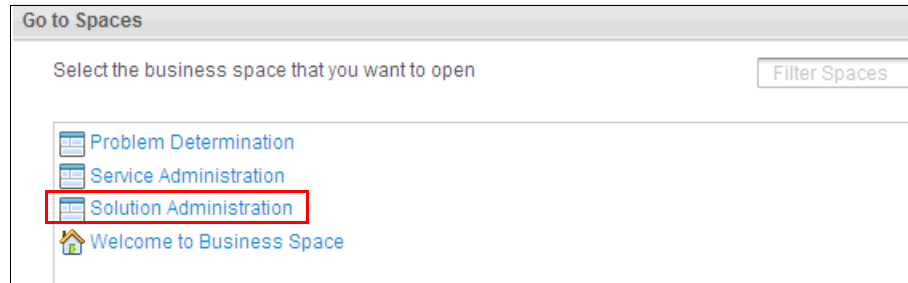 Go to Spaces
Select the business space that you want to open
Filter Spaces
Problem Determination
Service Administration
Solution Administration
Welcome to Business Space